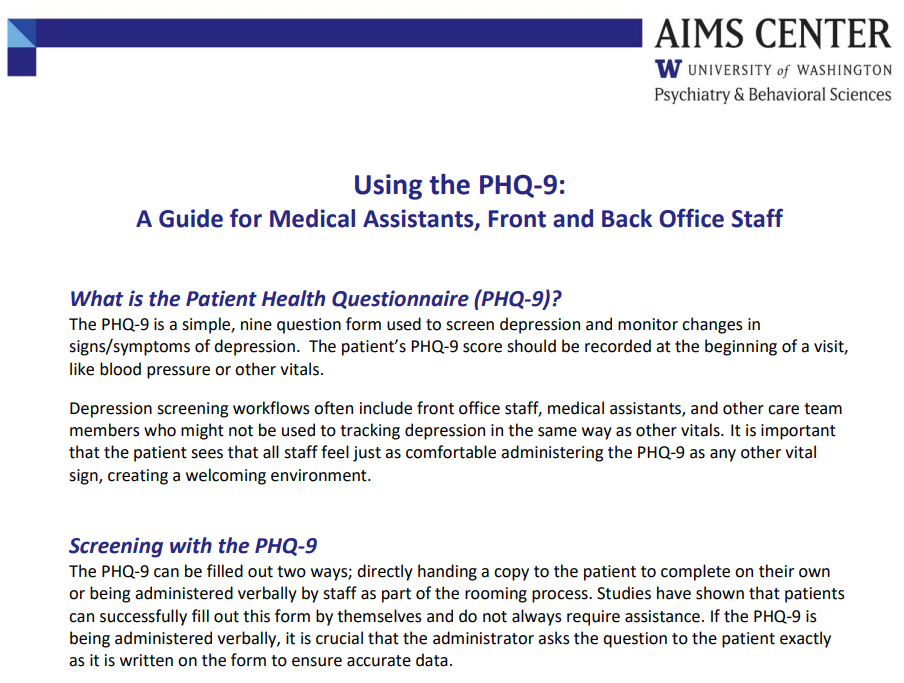 AIMS CENTER
W UNIVERSITY of WASHINGTON
Psychiatry & Behavioral Sciences
Using the PHQ-9:
A Guide for Medical Assistants, Front and Back Office Staff
What is the Patient Health Questionnaire (PHQ-9)?
The PHQ-9 is a simple, nine question form used to screen depression and monitor changes in
signs/symptoms of depression.  The patient's PHQ-9 score should be recorded at the beginning of a visit,
like blood pressure or other vitals.
Depression screening workflows often include front office staff, medical assistants, and other care team
members who might not be used to tracking depression in the same way as other vitals. It is important
that the patient sees that all staff feel just as comfortable administering the PHQ-9 as any other vital
sign, creating a welcoming environment.
Screening with the PHQ-9
The PHQ-9 can be filled out two ways; directly handing a copy to the patient to complete on their own
or being administered verbally by staff as part of the rooming process. Studies have shown that patients
can successfully fill out this form by themselves and do not always require assistance. If the PHQ-9 is
being administered verbally, it is crucial that the administrator asks the question to the patient exactly
as it is written on the form to ensure accurate data.